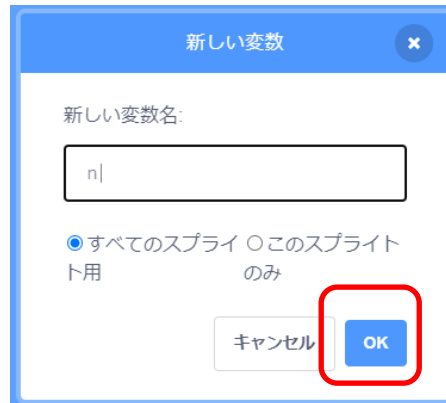 新しい変数
新しい変数名:
n
すべてのスプライト用
このスプライトのみ
キャンセル
OK